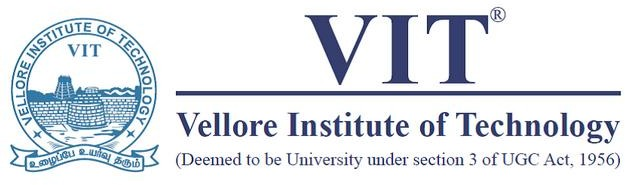 VELLORE INSTITUTE OF TECHNOLOGY
VIT
உழைப்பே உயர்வு தரும்
VIT®
Vellore Institute of Technology
(Deemed to be University under section 3 of UGC Act, 1956)